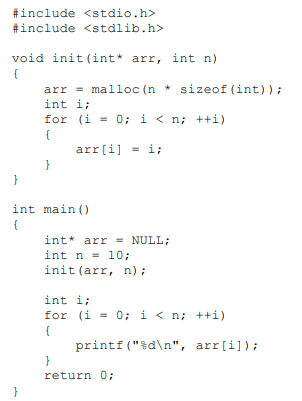 #include <stdio.h>
#include <stdlib.h>

void init(int* arr, int n)
{
    arr = malloc(n * sizeof(int));
    int i;
    for (i = 0; i < n; ++i)
    {
        arr[i] = i;
    }
}

int main()
{
    int* arr = NULL;
    int n = 10;
    init(arr, n);

    int i;
    for (i = 0; i < n; ++i)
    {
        printf("%d\n", arr[i]);
    }
    return 0;
}